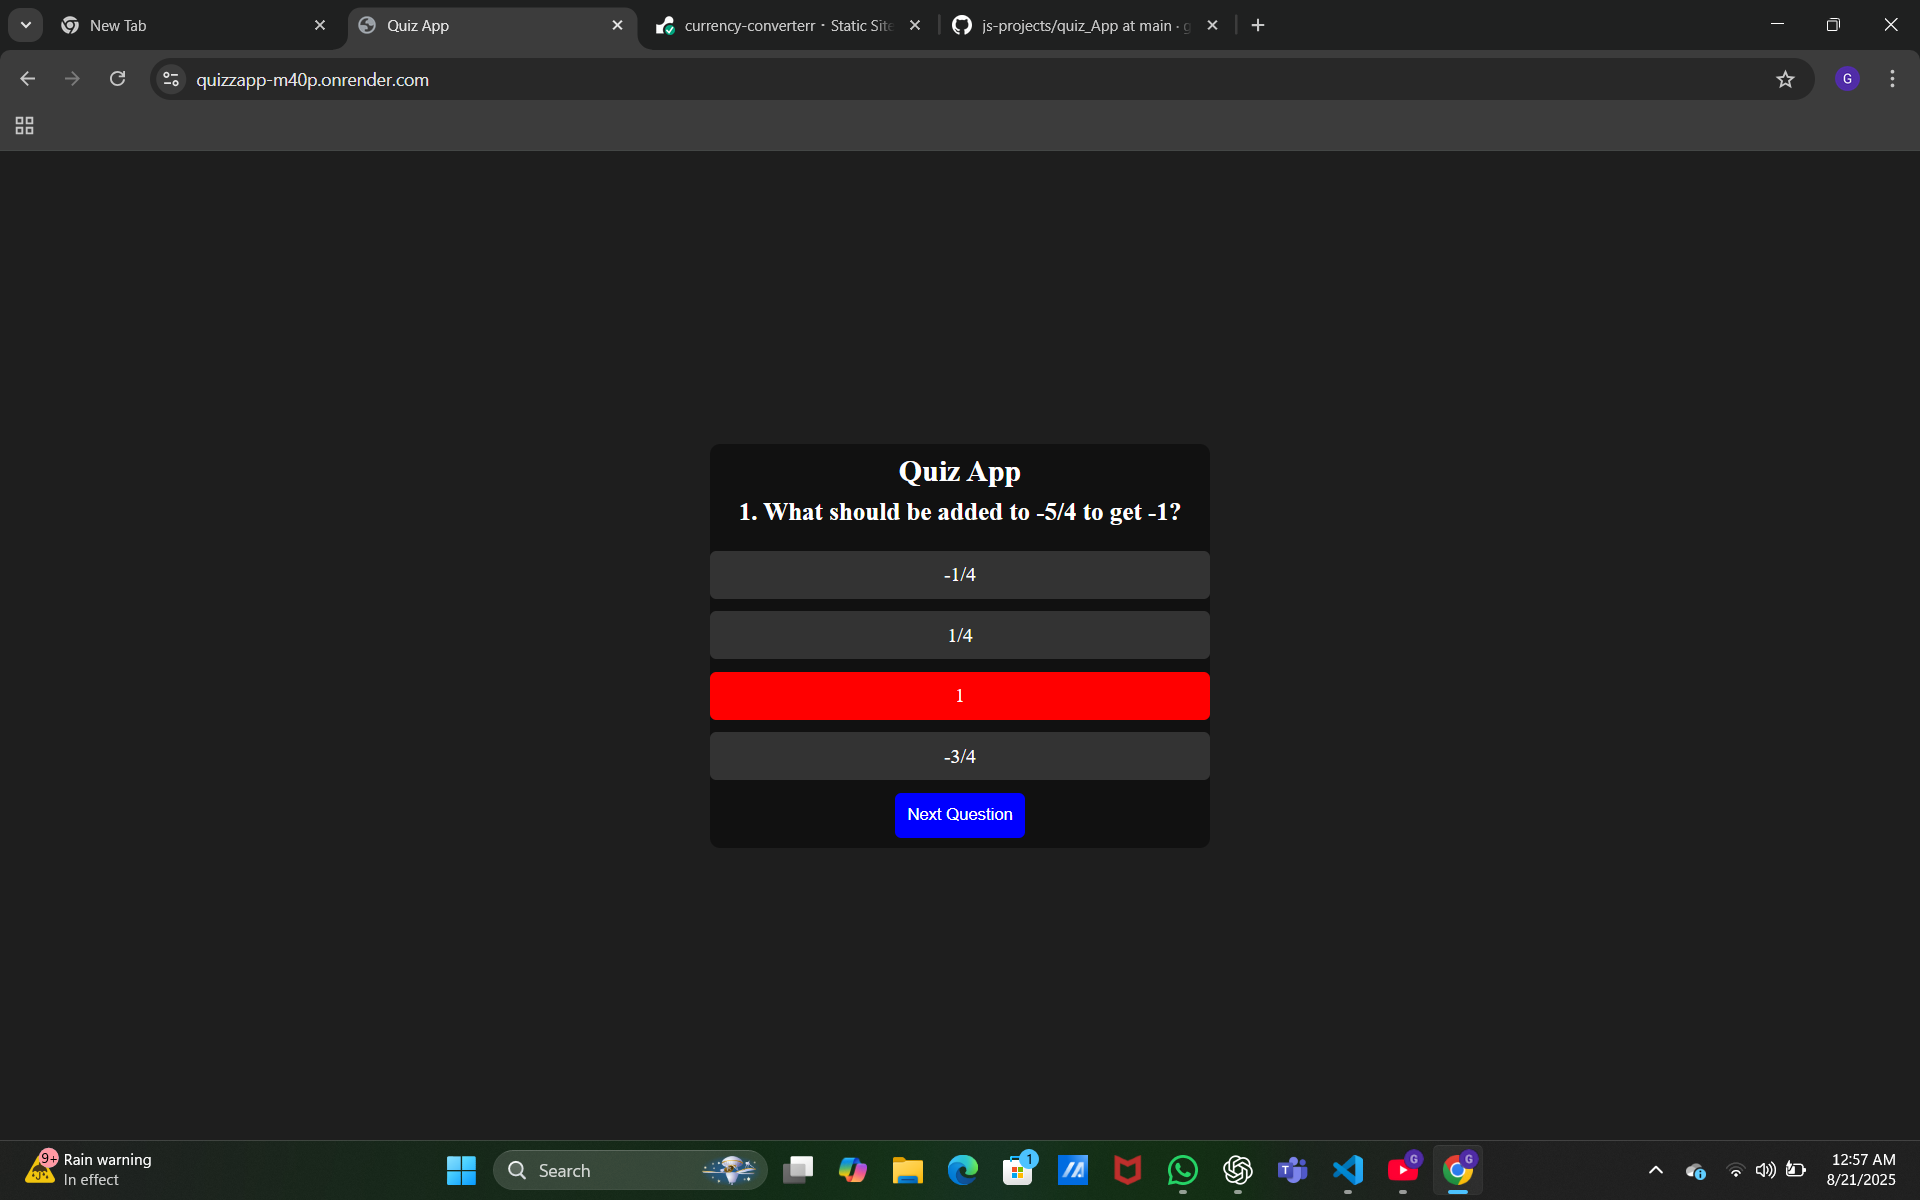 New Tab
Quiz App
currency-converterr · Static Site
js-projects/quiz_App at main · g
quizzapp-m40p.onrender.com
G
Quiz App
1. What should be added to -5/4 to get -1?
-1/4
1/4
1
-3/4
Next Question
9+
Rain warning
In effect
Search
1
T
G
G
12:57 AM
8/21/2025